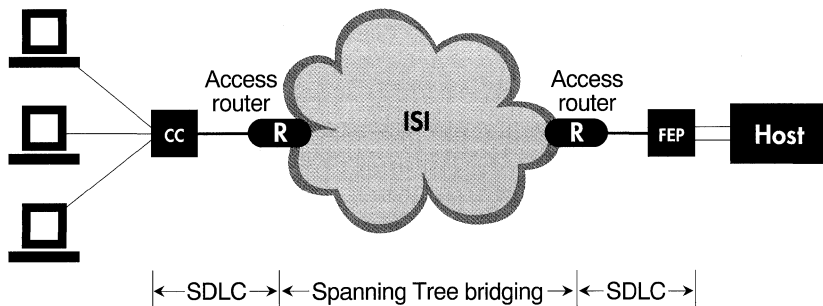 Access
router
Access
router
CC
R
ISI
R
FEP
Host
SDLC
Spanning Tree bridging
SDLC